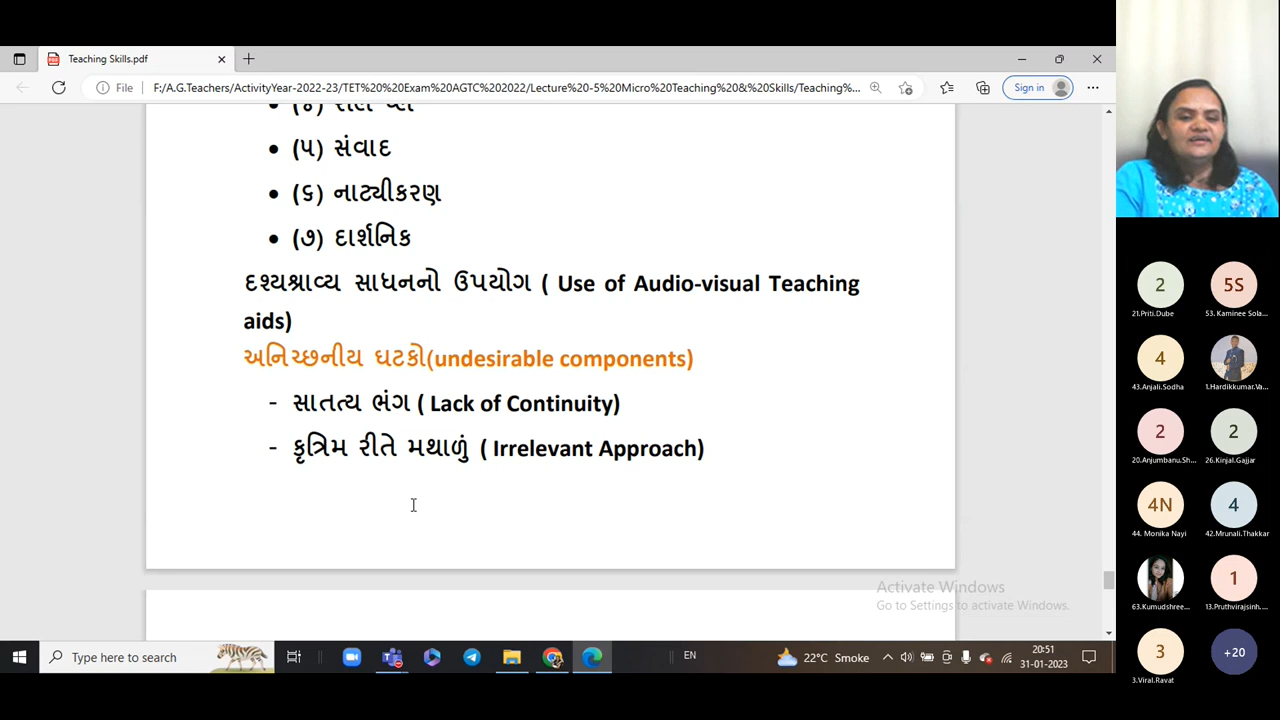 Teaching Skills.pdf
File
F:/A.G.Teachers/ActivityYear-2022-23/TET%20%20Exam%20AGTC%202022/Lecture%20-5%20Micro%20Teaching%20&%20Skills/Teaching%...
Sign in
• (૫) સંવાદ
• (૬) નાટ્યીકરણ
• (૭) દાર્શનિક
દશ્યશ્રાવ્ય સાધનનો ઉપયોગ ( Use of Audio-visual Teaching
aids)
અનિચ્છનીય ઘટકો(undesirable components)
- સાતત્ય ભંગ ( Lack of Continuity)
- કૃત્રિમ રીતે મથાળું ( Irrelevant Approach)
Activate Windows
Go to Settings to activate Windows.
Type here to search
EN
22°C Smoke
20:51
31-01-2023
2
5S
21.Priti.Dube
53. Kaminee Sola...
4
43.Anjali.Sodha
1.Hardikkumar.Va...
2
2
20.Anjumbanu.Sh...
26.Kinjal.Gajjar
4N
4
44. Monika Nayi
42.Mrunali.Thakkar
1
63.Kumudshree...
13.Pruthvirajsinh...
3
+20
3.Viral.Ravat